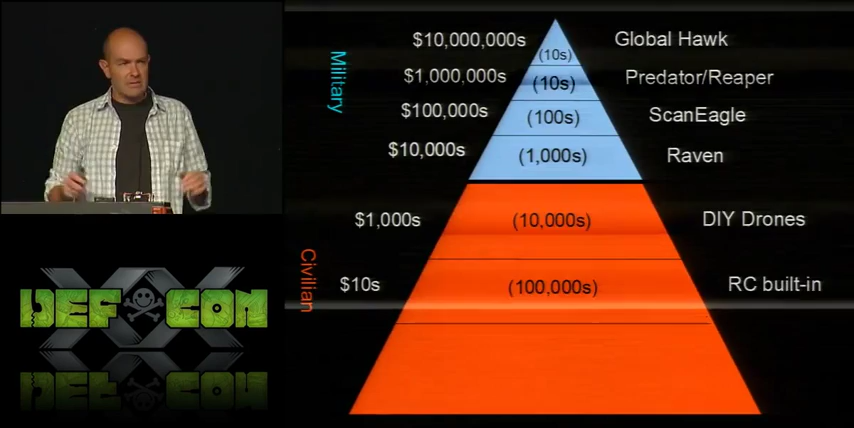 Military
$10,000,000s (10s) Global Hawk
$1,000,000s (10s) Predator/Reaper
$100,000s (100s) ScanEagle
$10,000s (1,000s) Raven
Civilian
$1,000s (10,000s) DIY Drones
$10s (100,000s) RC built-in
XX
DEF CON